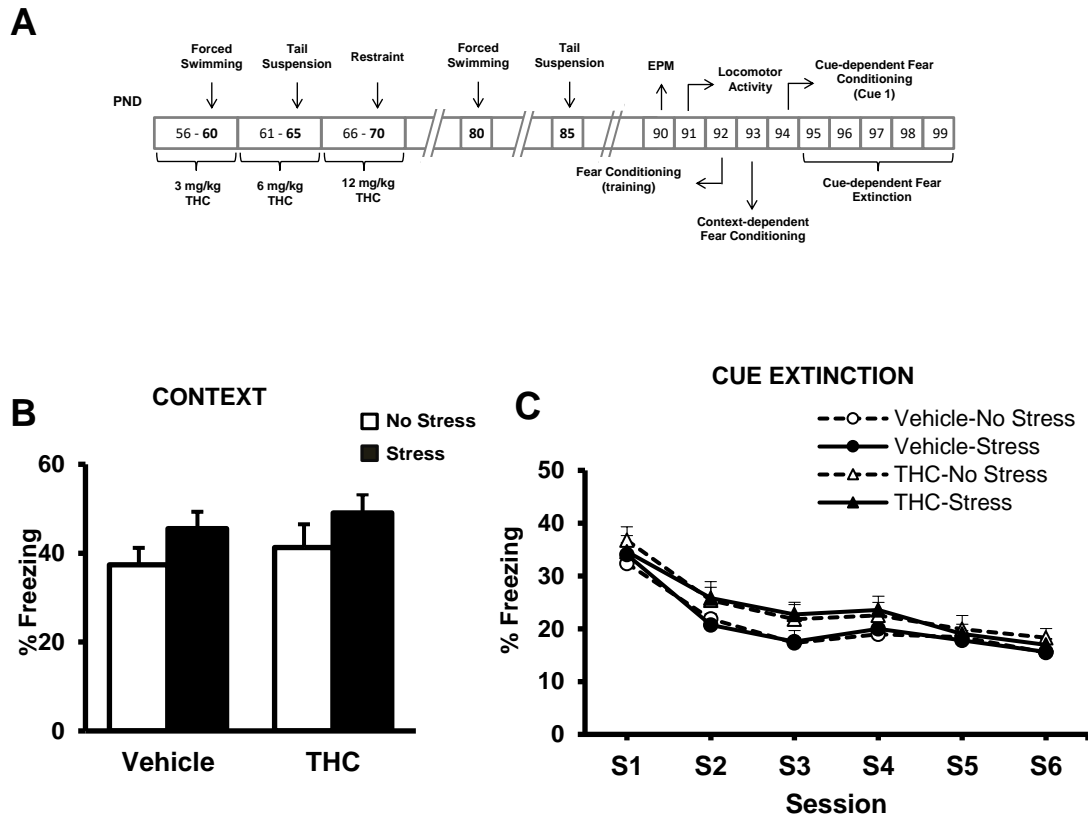 A
Forced
Swimming
Tail
Suspension
Restraint
Forced
Swimming
Tail
Suspension
EPM
Locomotor
Activity
Cue-dependent Fear
Conditioning
(Cue 1)
PND
56 - 60
61 - 65
66 - 70
80
85
90
91
92
93
94
95
96
97
98
99
3 mg/kg
THC
6 mg/kg
THC
12 mg/kg
THC
Fear Conditioning
(training)
Context-dependent
Fear Conditioning
Cue-dependent Fear
Extinction
B
CONTEXT
No Stress
Stress
% Freezing
60
40
20
0
Vehicle
THC
C
CUE EXTINCTION
Vehicle-No Stress
Vehicle-Stress
THC-No Stress
THC-Stress
% Freezing
50
40
30
20
10
0
S1
S2
S3
S4
S5
S6
Session